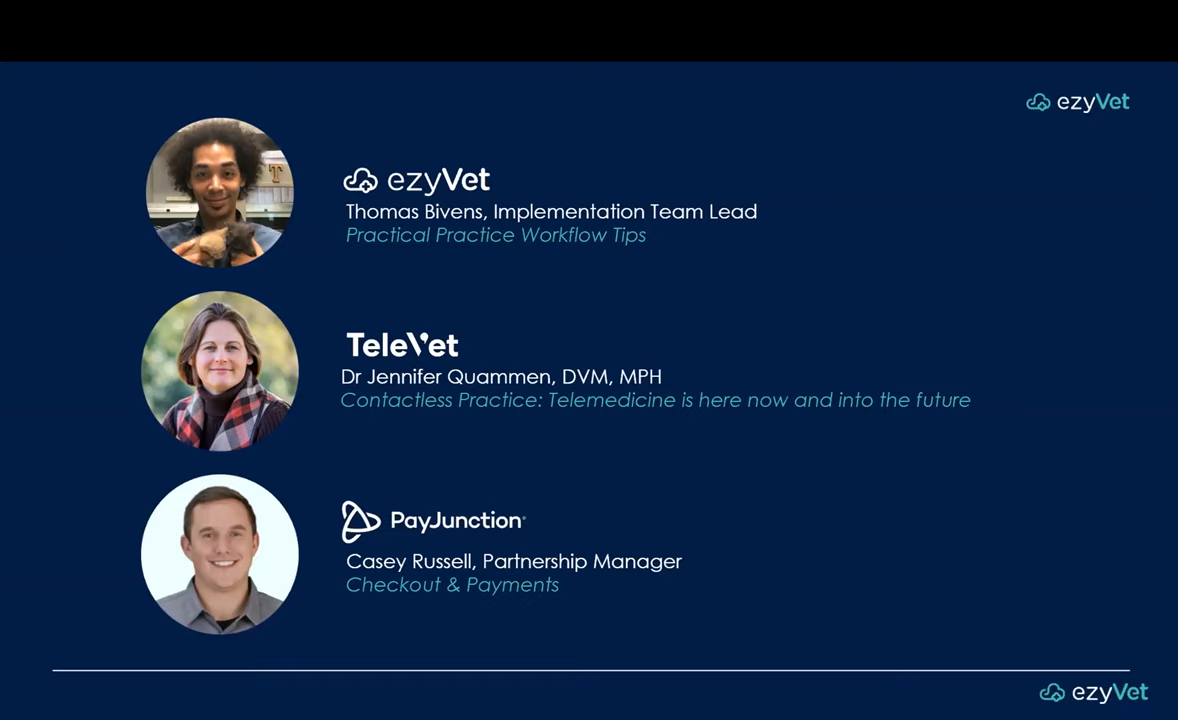 ezyVet
ezyVet
Thomas Bivens, Implementation Team Lead
Practical Practice Workflow Tips
T
TeleVet
Dr Jennifer Quammen, DVM, MPH
Contactless Practice: Telemedicine is here now and into the future
PayJunction
Casey Russell, Partnership Manager
Checkout & Payments
ezyVet